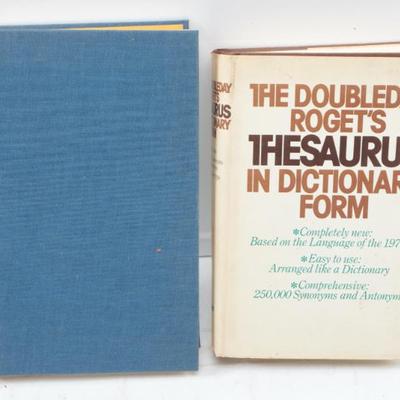 THE DOUBLED
ROGET'S
THESAURU
IN DICTIONAR
FORM
*Completely new:
Based on the Language of the 197
*Easy to use:
Arranged like a Dictionary
*Comprehensive:
250,000 Synonyms and Antonym